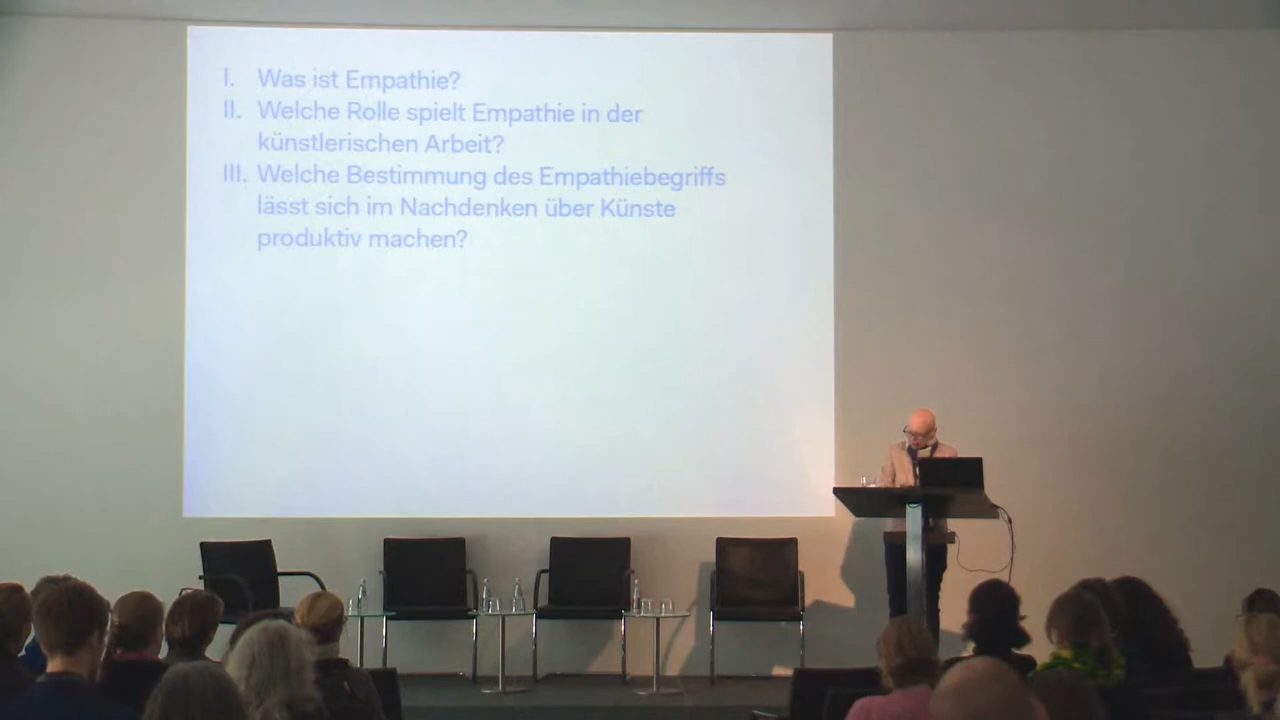 I. Was ist Empathie?
II. Welche Rolle spielt Empathie in der
künstlerischen Arbeit?
III. Welche Bestimmung des Empathiebegriffs
lässt sich im Nachdenken über Künste
produktiv machen?